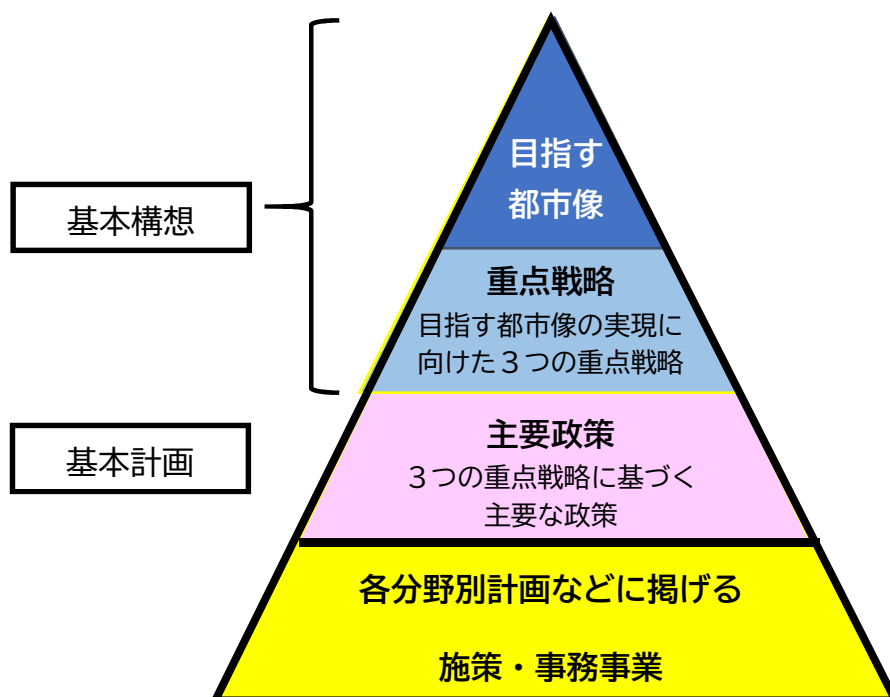 目指す
都市像
基本構想
重点戦略
目指す都市像の実現に
向けた３つの重点戦略
主要政策
基本計画
３つの重点戦略に基づく
主要な政策
各分野別計画などに掲げる
施策・事務事業